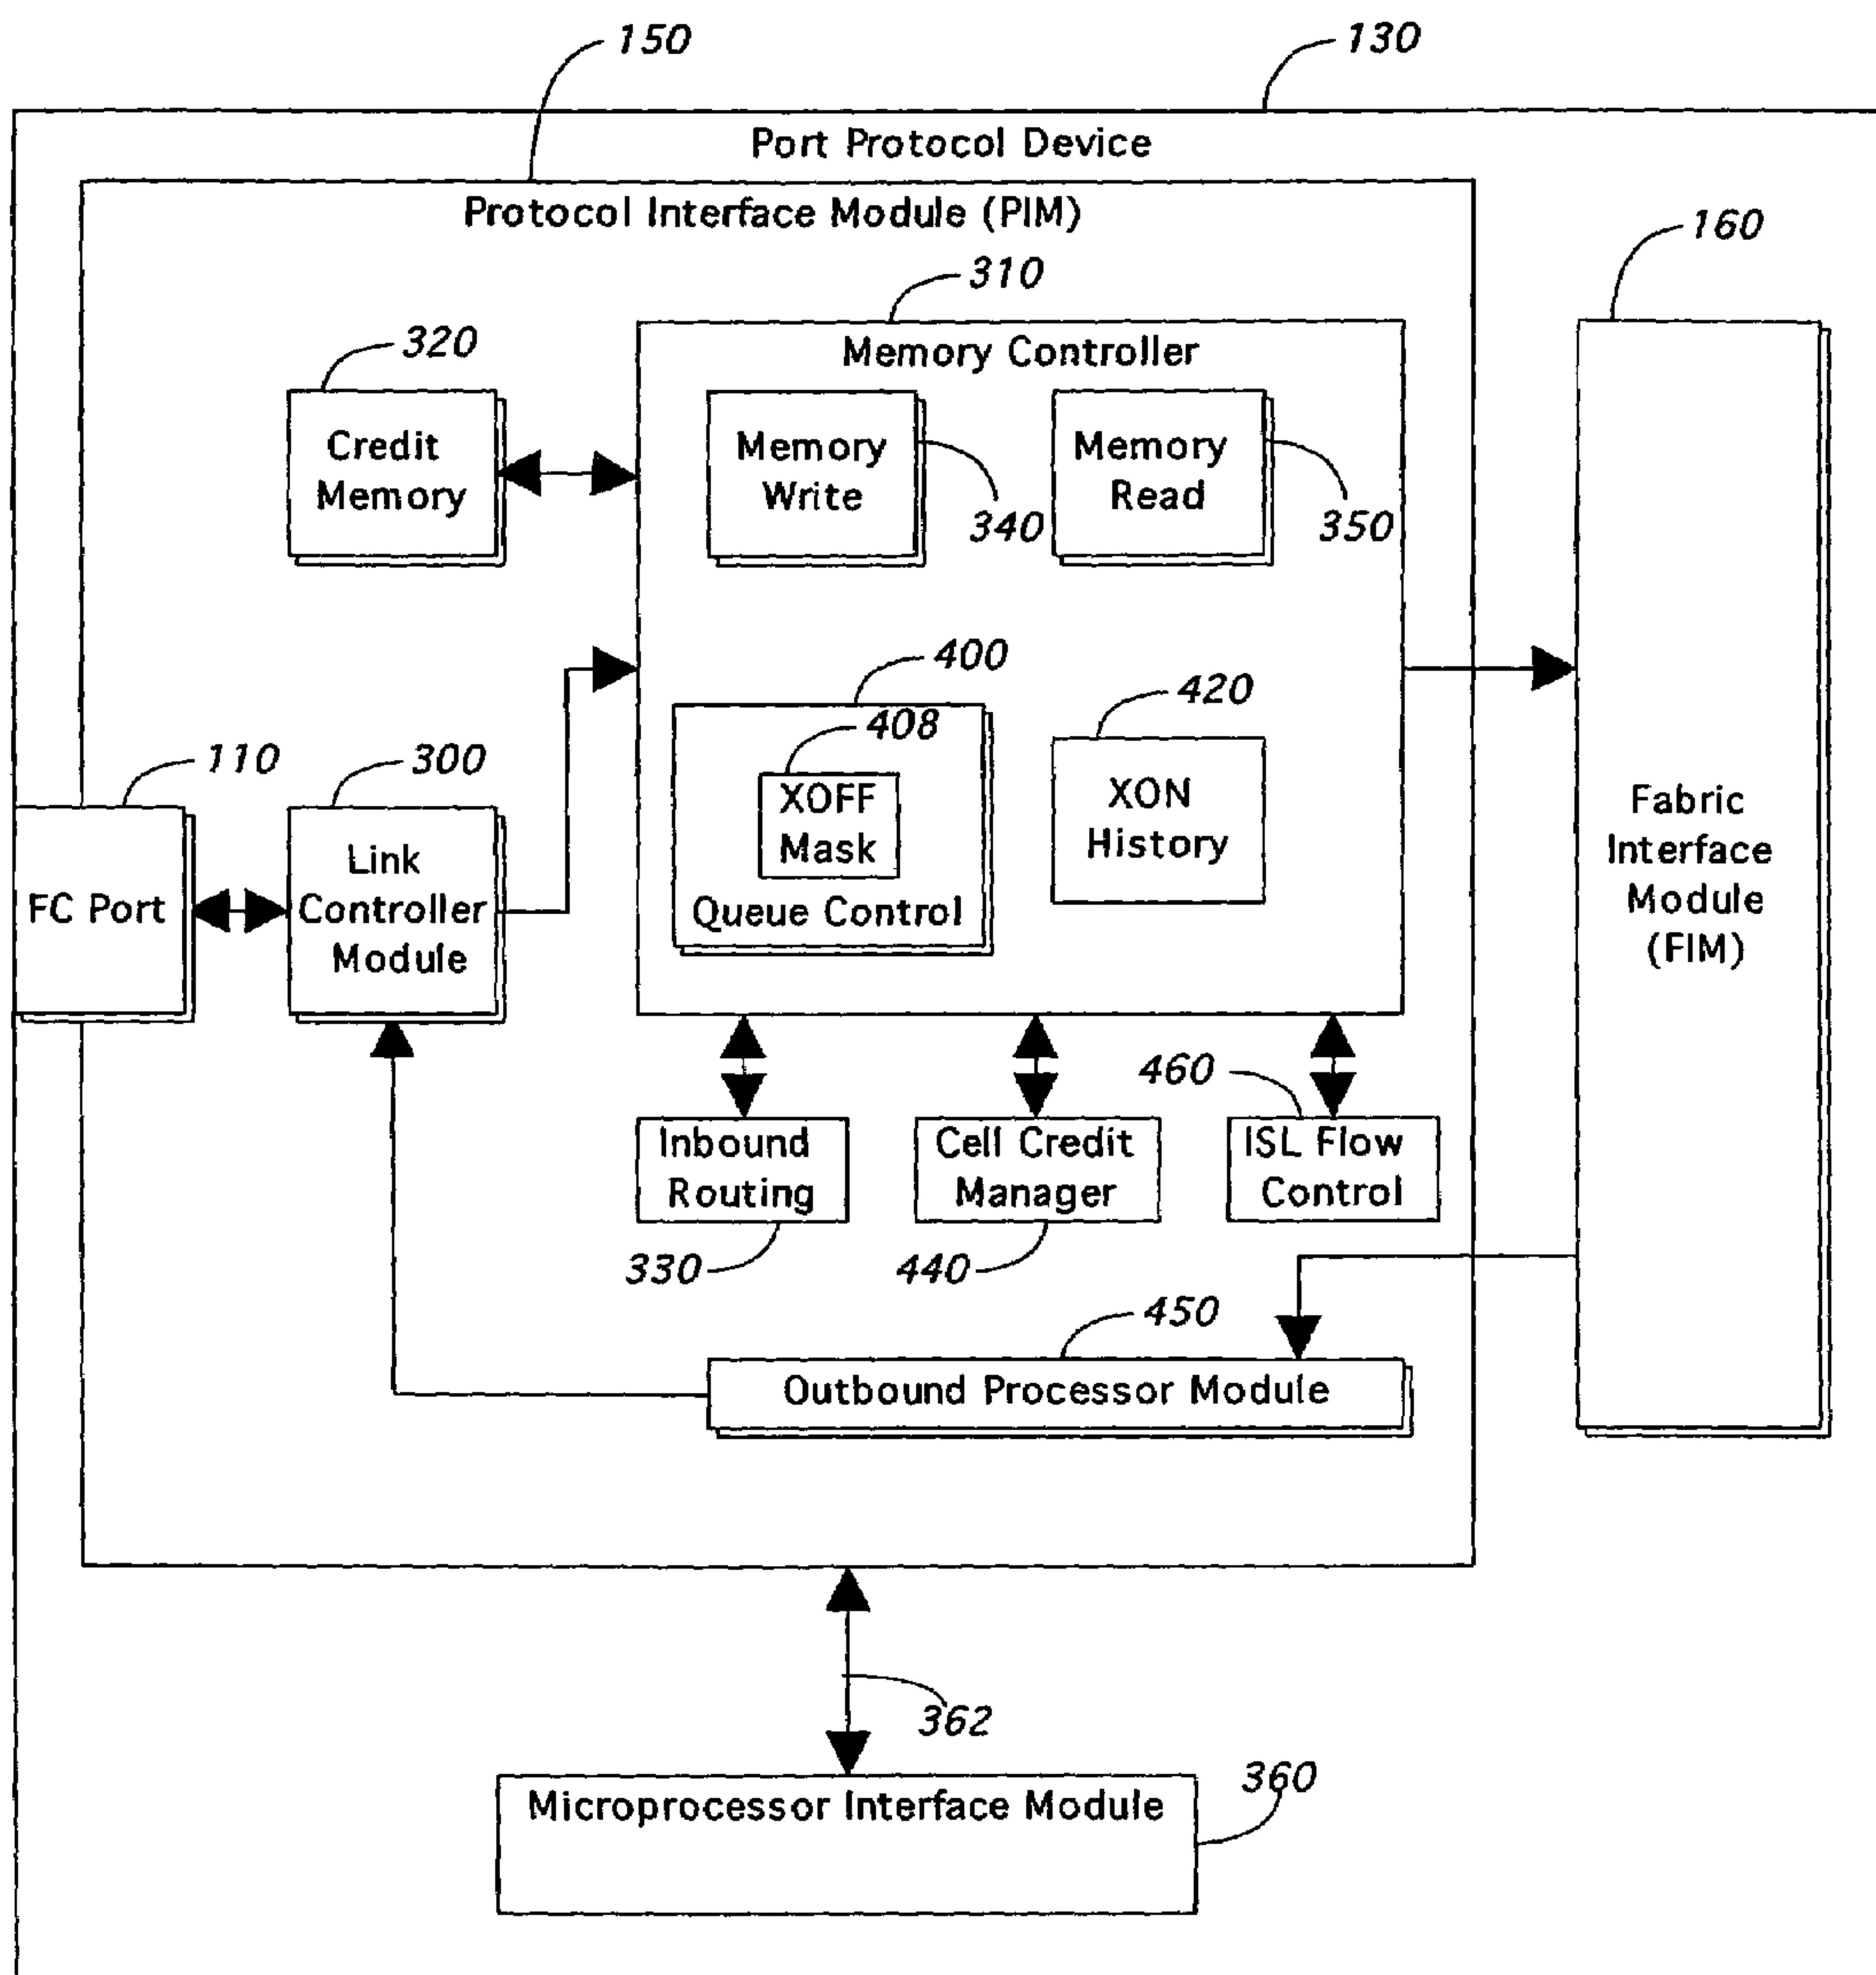 150
130
Port Protocol Device
Protocol Interface Module (PIM)
160
310
320
Memory Controller
Credit
Memory
Memory
Write
Memory
Read
340
350
400
420
408
XOFF
Mask
Queue Control
XON
History
110
300
FC Port
Link
Controller
Module
Fabric
Interface
Module
(FIM)
460
Inbound
Routing
Cell Credit
Manager
ISL Flow
Control
330
440
450
Outbound Processor Module
362
360
Microprocessor Interface Module